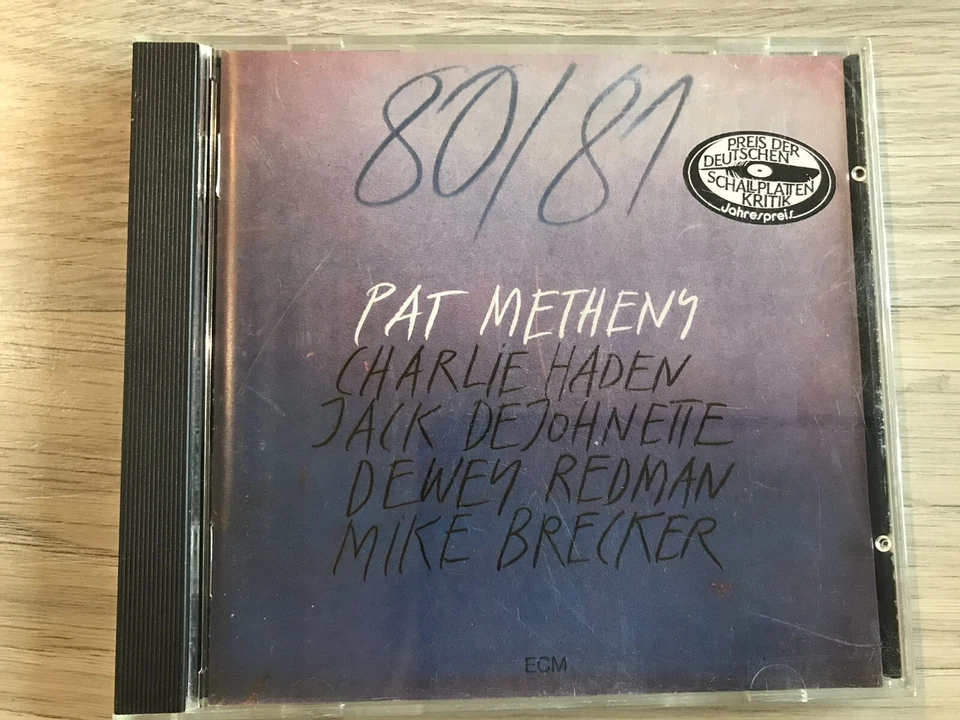 80/81
PREIS DER
DEUTSCHEN
SCHALLPLATTEN
KRITIK
Jahrespreis
PAT METHENY
CHARLIE HADEN
JACK DEJOHNETTE
DEWEY REDMAN
MIKE BRECKER
ECM